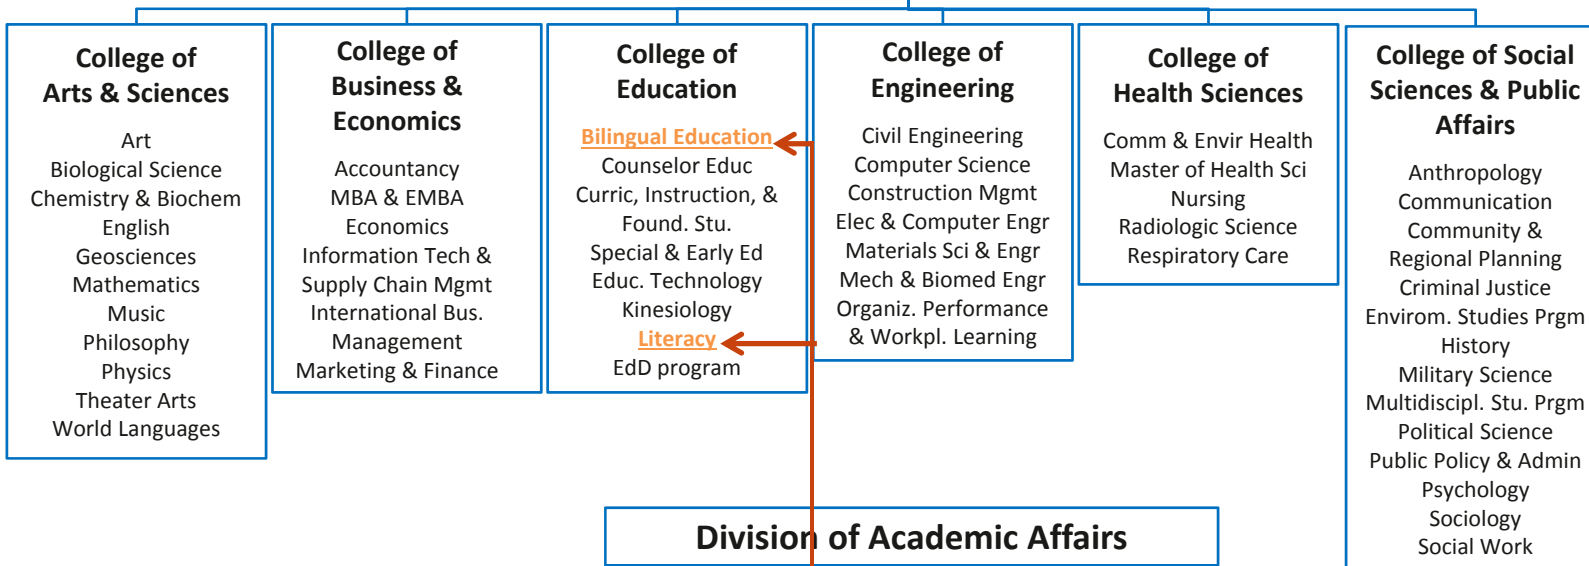 College of
Arts & Sciences
Art
Biological Science
Chemistry & Biochem
English
Geosciences
Mathematics
Music
Philosophy
Physics
Theater Arts
World Languages
College of
Business &
Economics
Accountancy
MBA & EMBA
Economics
Information Tech &
Supply Chain Mgmt
International Bus.
Management
Marketing & Finance
College of
Education
Bilingual Education
Counselor Educ
Curric, Instruction, &
Found. Stu.
Special & Early Ed
Educ. Technology
Kinesiology
Literacy
EdD program
College of
Engineering
Civil Engineering
Computer Science
Construction Mgmt
Elec & Computer Engr
Materials Sci & Engr
Mech & Biomed Engr
Organiz. Performance
& Workpl. Learning
College of
Health Sciences
Comm & Envir Health
Master of Health Sci
Nursing
Radiologic Science
Respiratory Care
College of Social
Sciences & Public
Affairs
Anthropology
Communication
Community &
Regional Planning
Criminal Justice
Envirom. Studies Prgm
History
Military Science
Multidiscipl. Stu. Prgm
Political Science
Public Policy & Admin
Psychology
Sociology
Social Work
Division of Academic Affairs